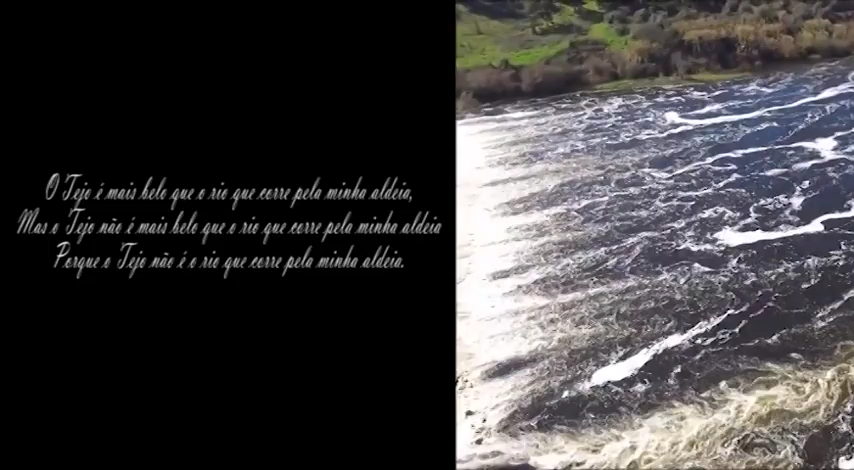 O Tejo é mais belo que o rio que corre pela minha aldeia,
Mas o Tejo não é mais belo que o rio que corre pela minha aldeia
Porque o Tejo não é o rio que corre pela minha aldeia.